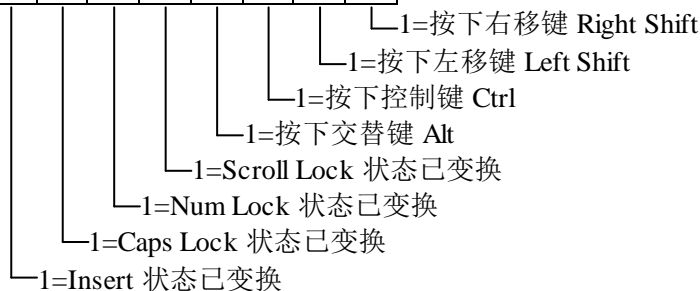 1=按下右移键 Right Shift
1=按下左移键 Left Shift
1=按下控制键 Ctrl
1=按下交替键 Alt
1=Scroll Lock 状态已变换
1=Num Lock 状态已变换
1=Caps Lock 状态已变换
1=Insert 状态已变换